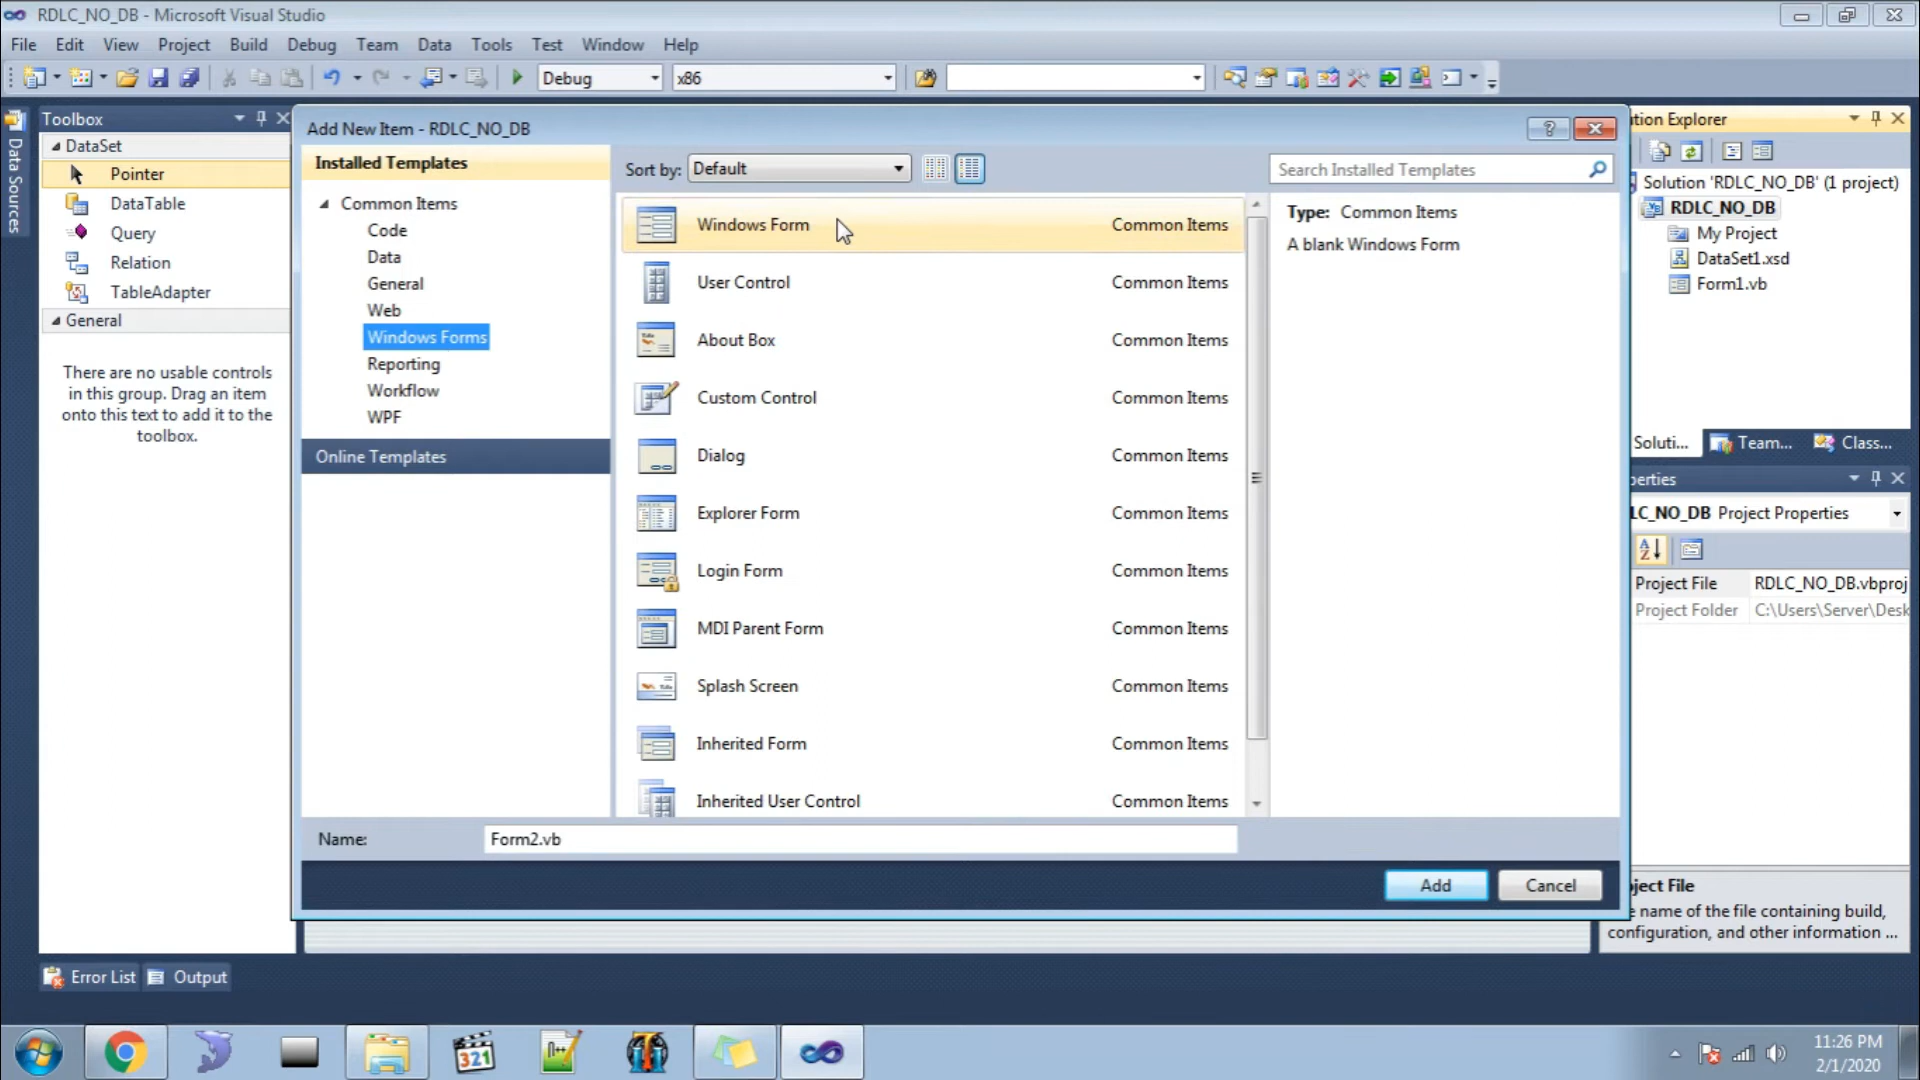 RDLC_NO_DB - Microsoft Visual Studio
File Edit View Project Build Debug Team Data Tools Test Window Help
Debug x86
Toolbox
Data Sources
DataSet
Pointer
DataTable
Query
Relation
TableAdapter
General
There are no usable controls
in this group. Drag an item
onto this text to add it to the
toolbox.
Add New Item - RDLC_NO_DB
Installed Templates
Common Items
Code
Data
General
Web
Windows Forms
Reporting
Workflow
WPF
Online Templates
Sort by: Default
Search Installed Templates
Windows Form Common Items
User Control Common Items
About Box Common Items
Custom Control Common Items
Dialog Common Items
Explorer Form Common Items
Login Form Common Items
MDI Parent Form Common Items
Splash Screen Common Items
Inherited Form Common Items
Inherited User Control Common Items
Type: Common Items
A blank Windows Form
Name: Form2.vb
Add Cancel
ution Explorer
Solution 'RDLC_NO_DB' (1 project)
RDLC_NO_DB
My Project
DataSet1.xsd
Form1.vb
Soluti... Team... Class...
perties
LC_NO_DB Project Properties
Project File RDLC_NO_DB.vbproj
Project Folder C:\Users\Server\Desk
ject File
e name of the file containing build,
configuration, and other information ...
Error List Output
321
n++
11:26 PM
2/1/2020